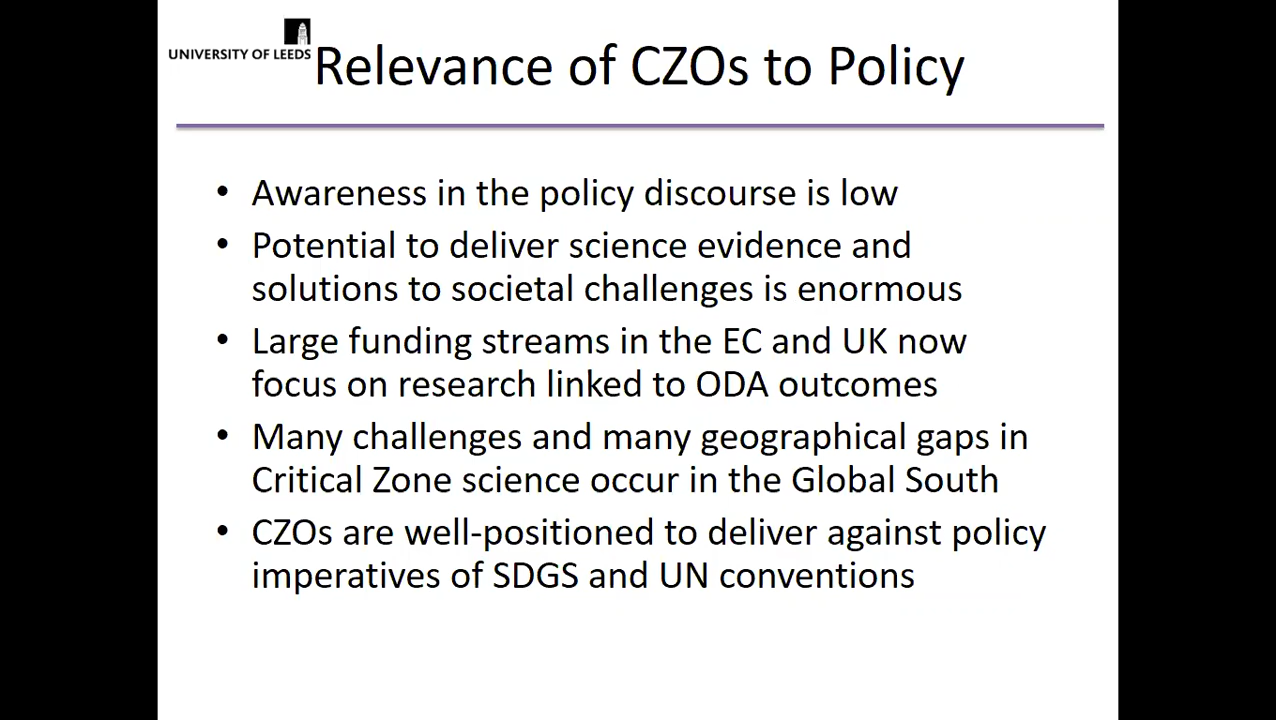 UNIVERSITY OF LEEDS
Relevance of CZOs to Policy
• Awareness in the policy discourse is low
• Potential to deliver science evidence and
solutions to societal challenges is enormous
• Large funding streams in the EC and UK now
focus on research linked to ODA outcomes
• Many challenges and many geographical gaps in
Critical Zone science occur in the Global South
• CZOs are well-positioned to deliver against policy
imperatives of SDGS and UN conventions